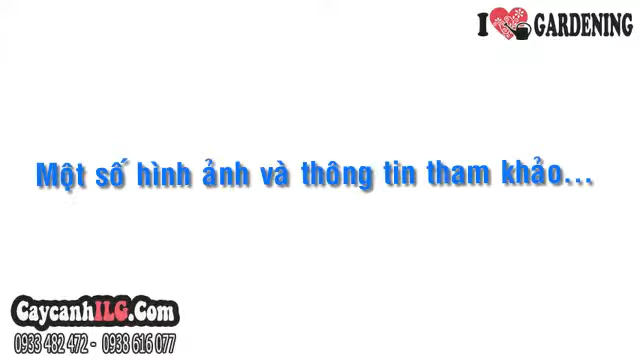 I GARDENING
Một số hình ảnh và thông tin tham khảo...
CaycanhILG.Com
0933 482 472 - 0938 616 077